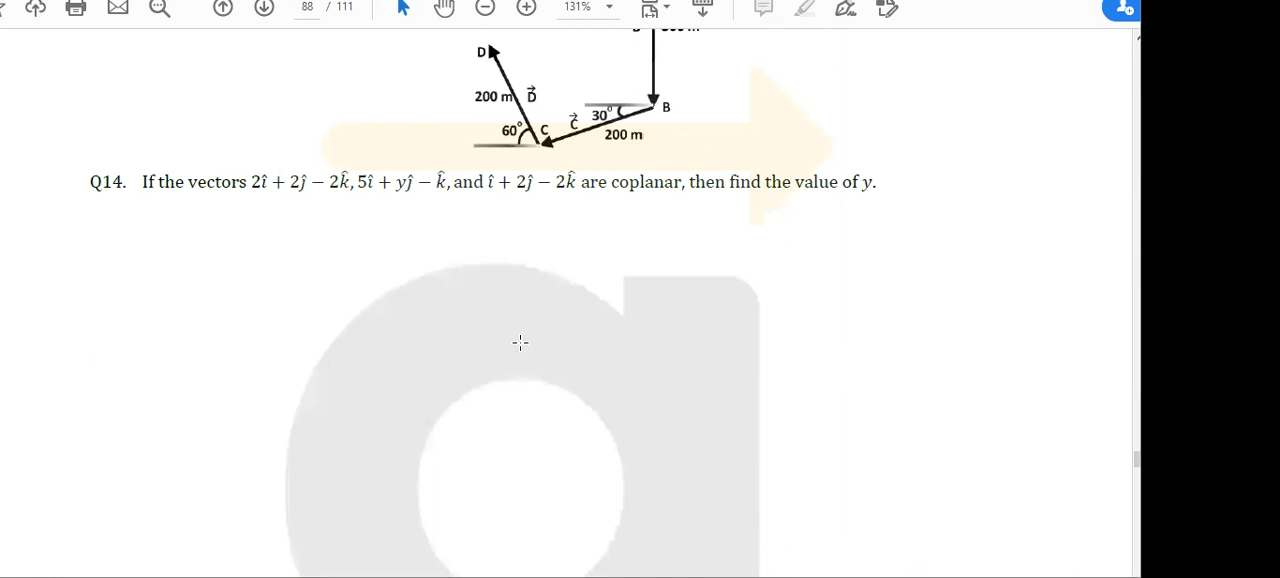 88 / 111 131%
D
200 m D⃗
B
30°
C⃗
60° C
200 m
Q14. If the vectors 2î + 2ĵ − 2k̂, 5î + yĵ − k̂, and î + 2ĵ − 2k̂ are coplanar, then find the value of y.